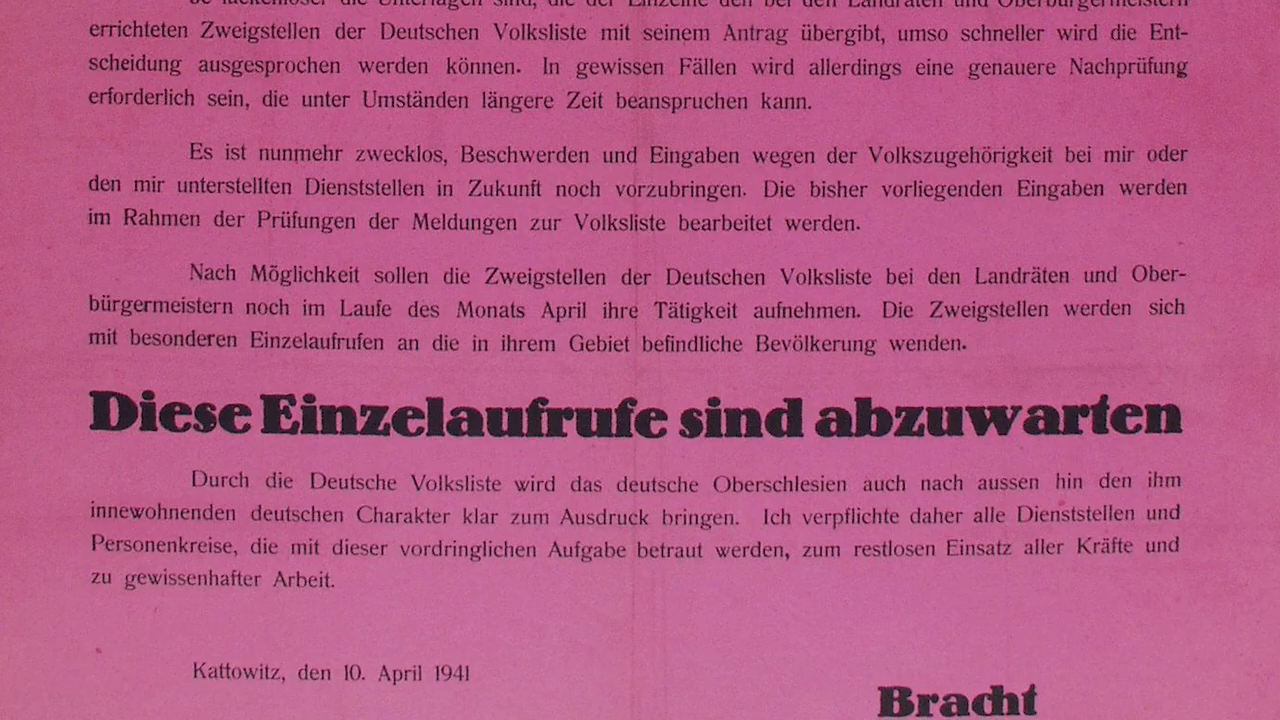 je lückenloser die Unterlagen sind, die der Einzelne den bei den Landräten und Oberbürgermeistern
errichteten Zweigstellen der Deutschen Volksliste mit seinem Antrag übergibt, umso schneller wird die Ent-
scheidung ausgesprochen werden können. In gewissen Fällen wird allerdings eine genauere Nachprüfung
erforderlich sein, die unter Umständen längere Zeit beanspruchen kann.
Es ist nunmehr zwecklos, Beschwerden und Eingaben wegen der Volkszugehörigkeit bei mir oder
den mir unterstellten Dienststellen in Zukunft noch vorzubringen. Die bisher vorliegenden Eingaben werden
im Rahmen der Prüfungen der Meldungen zur Volksliste bearbeitet werden.
Nach Möglichkeit sollen die Zweigstellen der Deutschen Volksliste bei den Landräten und Ober-
bürgermeistern noch im Laufe des Monats April ihre Tätigkeit aufnehmen. Die Zweigstellen werden sich
mit besonderen Einzelaufrufen an die in ihrem Gebiet befindliche Bevölkerung wenden.
Diese Einzelaufrufe sind abzuwarten
Durch die Deutsche Volksliste wird das deutsche Oberschlesien auch nach aussen hin den ihm
innewohnenden deutschen Charakter klar zum Ausdruck bringen. Ich verpflichte daher alle Dienststellen und
Personenkreise, die mit dieser vordringlichen Aufgabe betraut werden, zum restlosen Einsatz aller Kräfte und
zu gewissenhafter Arbeit.
Kattowitz, den 10. April 1941
Bracht